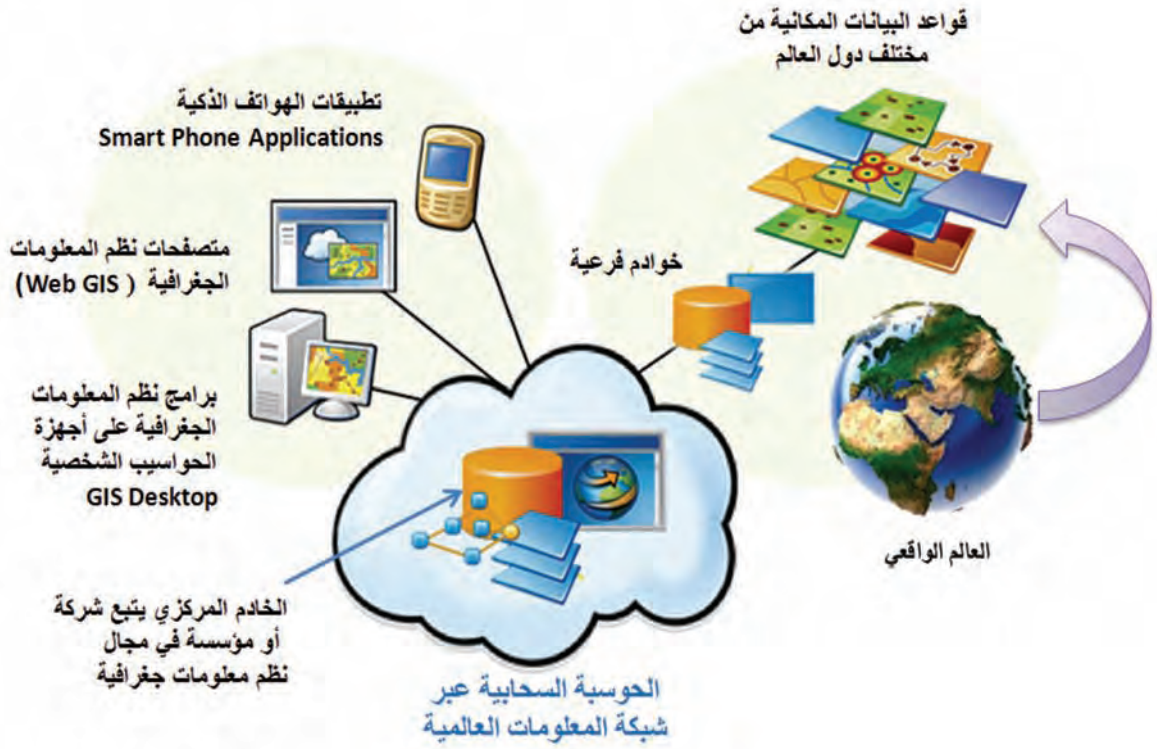 قواعد البيانات المكانية من
مختلف دول العالم
تطبيقات الهواتف الذكية
Smart Phone Applications
متصفحات نظم المعلومات
الجغرافية ( Web GIS)
خوادم فرعية
برامج نظم المعلومات
الجغرافية على أجهزة
الحواسيب الشخصية
GIS Desktop
العالم الواقعي
الخادم المركزي يتبع شركة
أو مؤسسة في مجال
نظم معلومات جغرافية
الحوسبة السحابية عبر
شبكة المعلومات العالمية